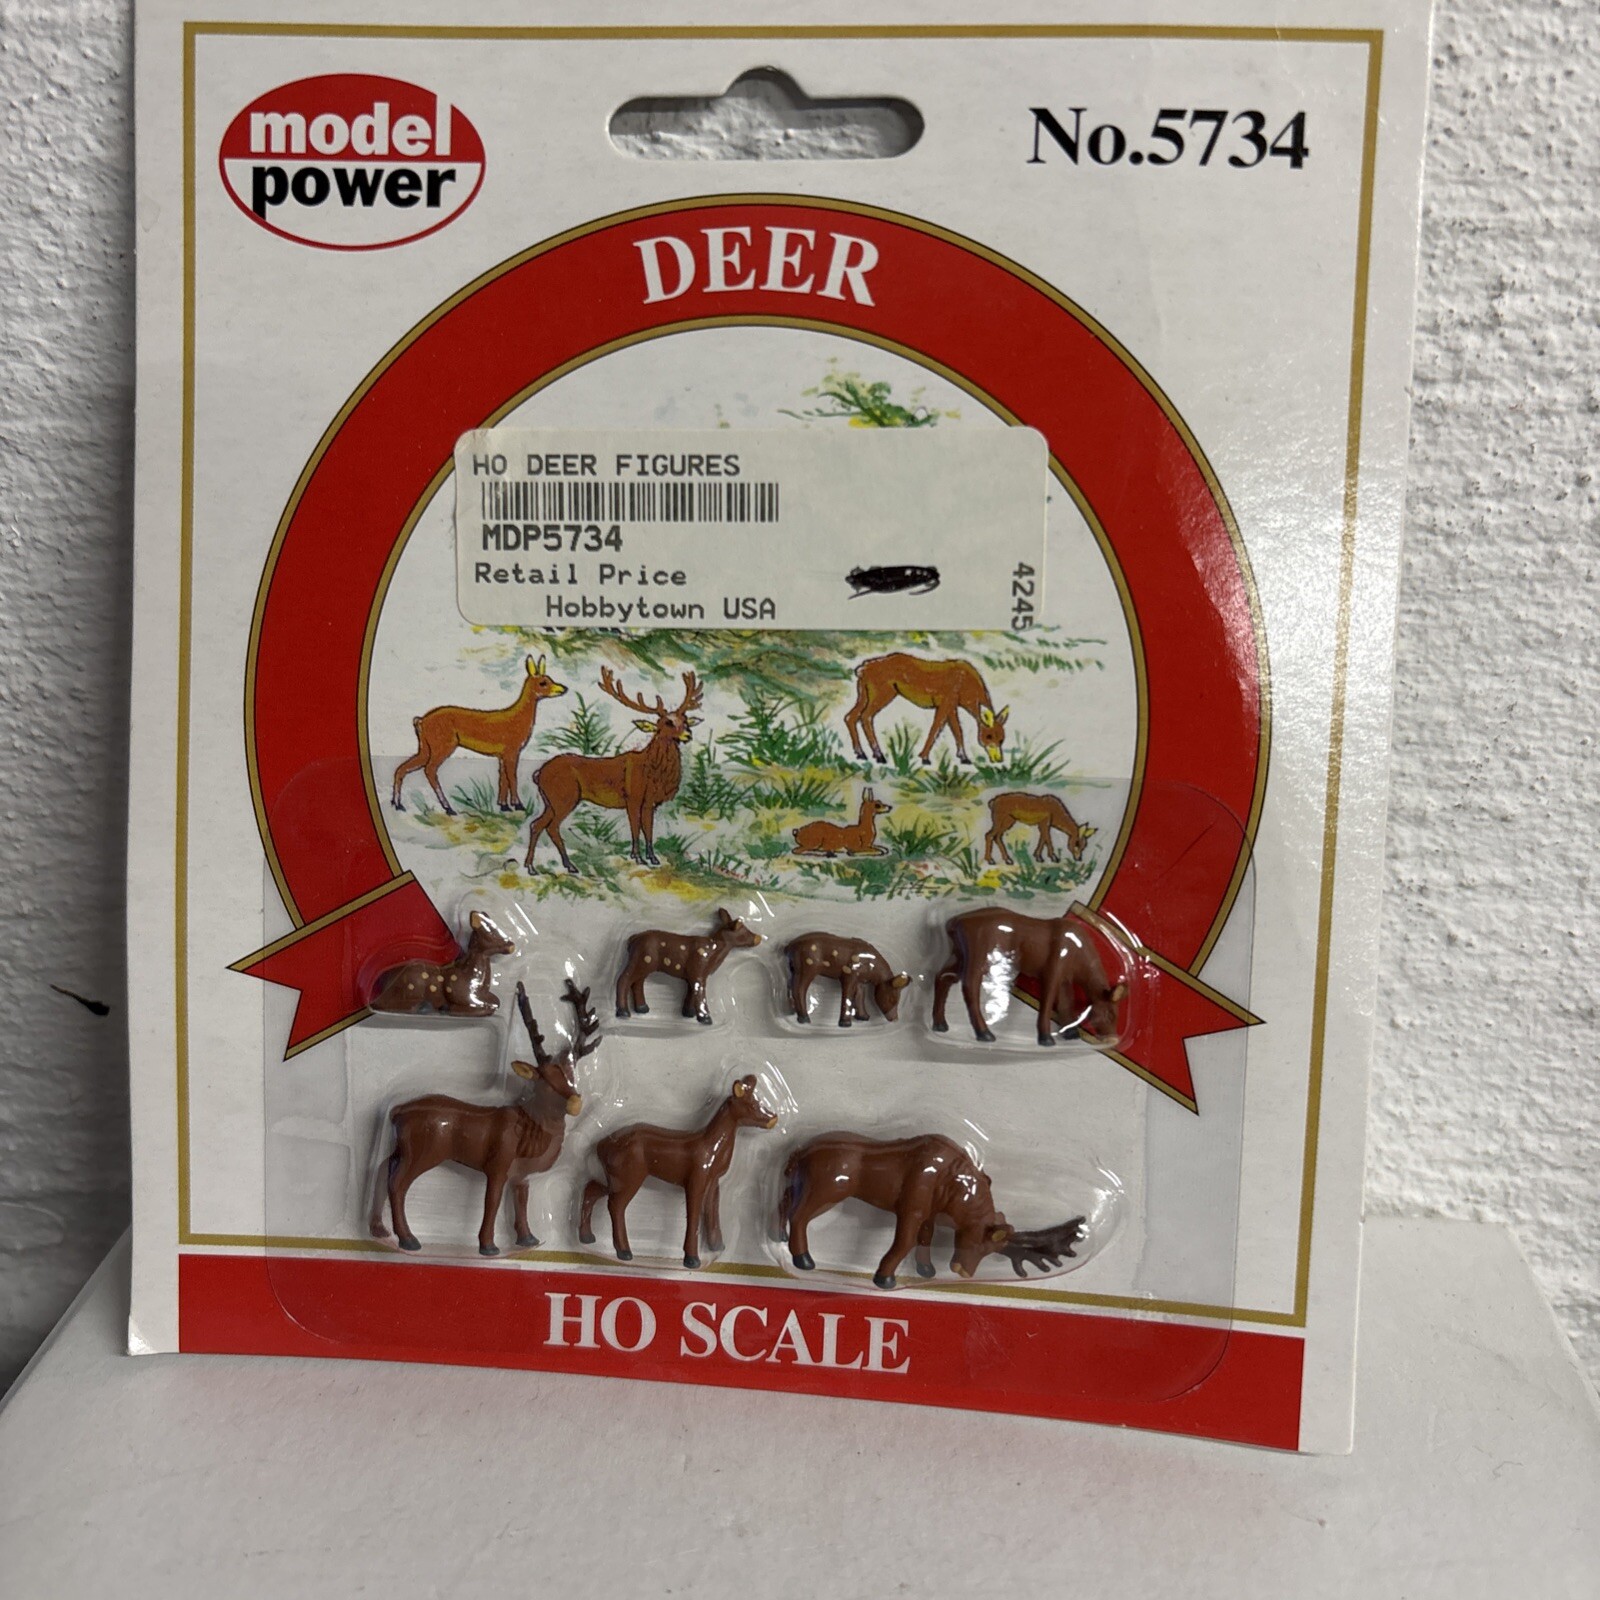 model
power
No.5734
DEER
HO DEER FIGURES
MDP5734
Retail Price
Hobbytown USA
4245
HO SCALE